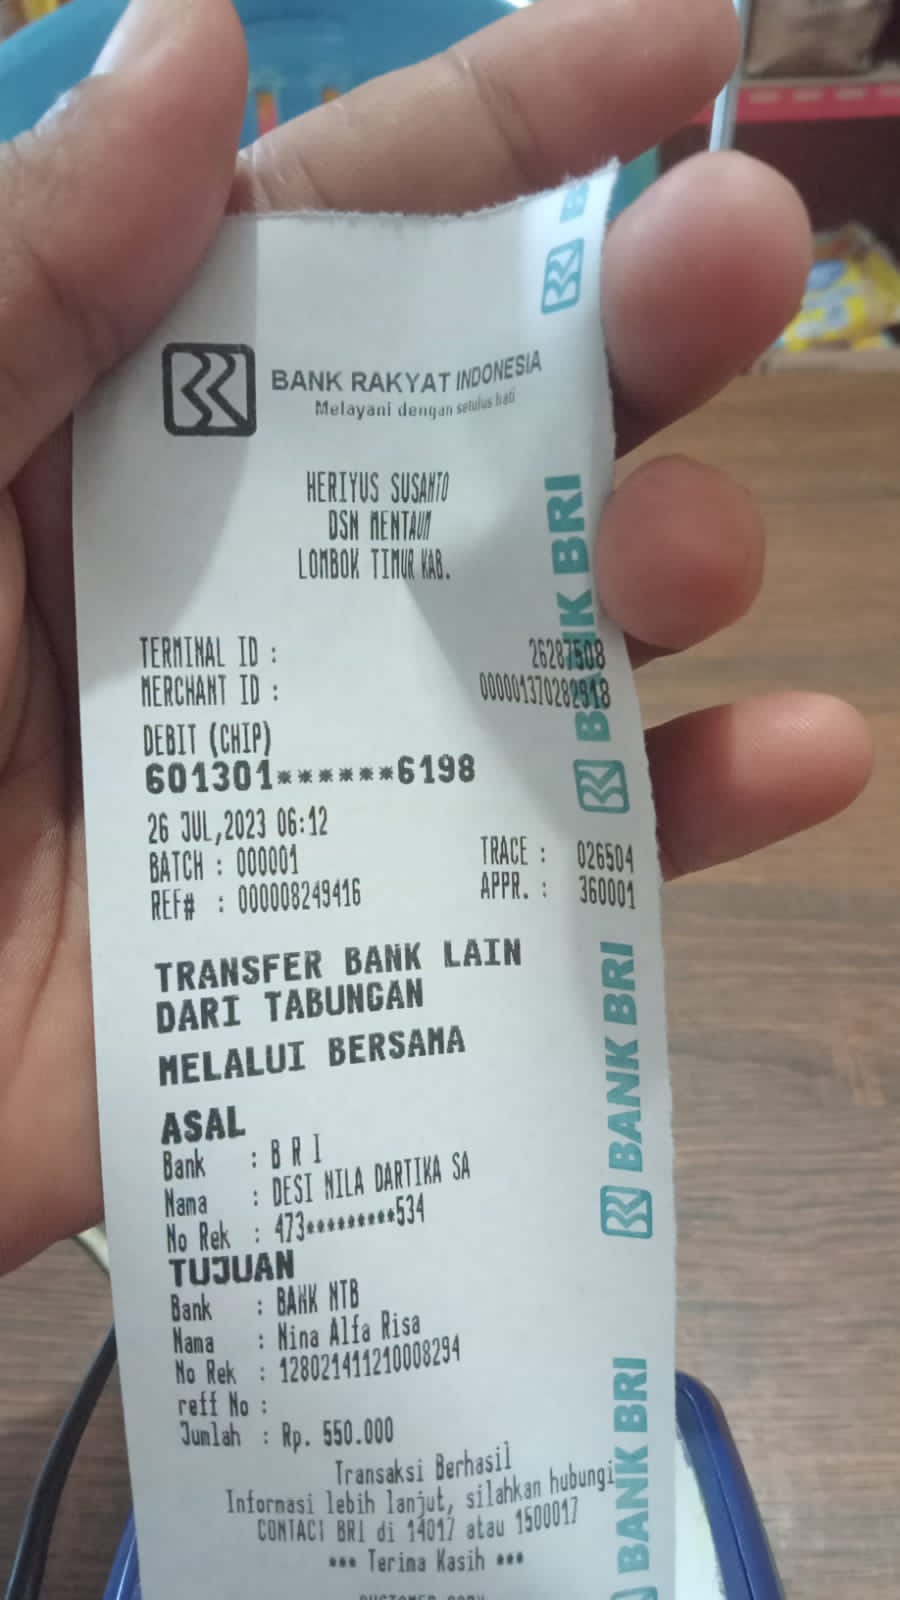 BANK RAKYAT INDONESIA
Melayani dengan setulus hati
HERIYUS SUSANTO
DSN MENTAUM
LOMBOK TIMUR KAB.
TERMINAL ID : 26287508
MERCHANT ID : 000001370282918
DEBIT (CHIP)
601301******6198
26 JUL,2023 06:12
BATCH : 000001 TRACE : 026504
REF# : 000008249416 APPR. : 360001
TRANSFER BANK LAIN
DARI TABUNGAN
MELALUI BERSAMA
ASAL
Bank : B R I
Nama : DESI NILA DARTIKA SA
No Rek : 473*********534
TUJUAN
Bank : BANK NTB
Nama : Nina Alfa Risa
No Rek : 128021411210008294
reff No :
Jumlah : Rp. 550.000
Transaksi Berhasil
Informasi lebih lanjut, silahkan hubungi
CONTACT BRI di 14017 atau 1500017
*** Terima Kasih ***
CUSTOMER COPY
B
BANK BRI
BANK BRI
BANK BRI